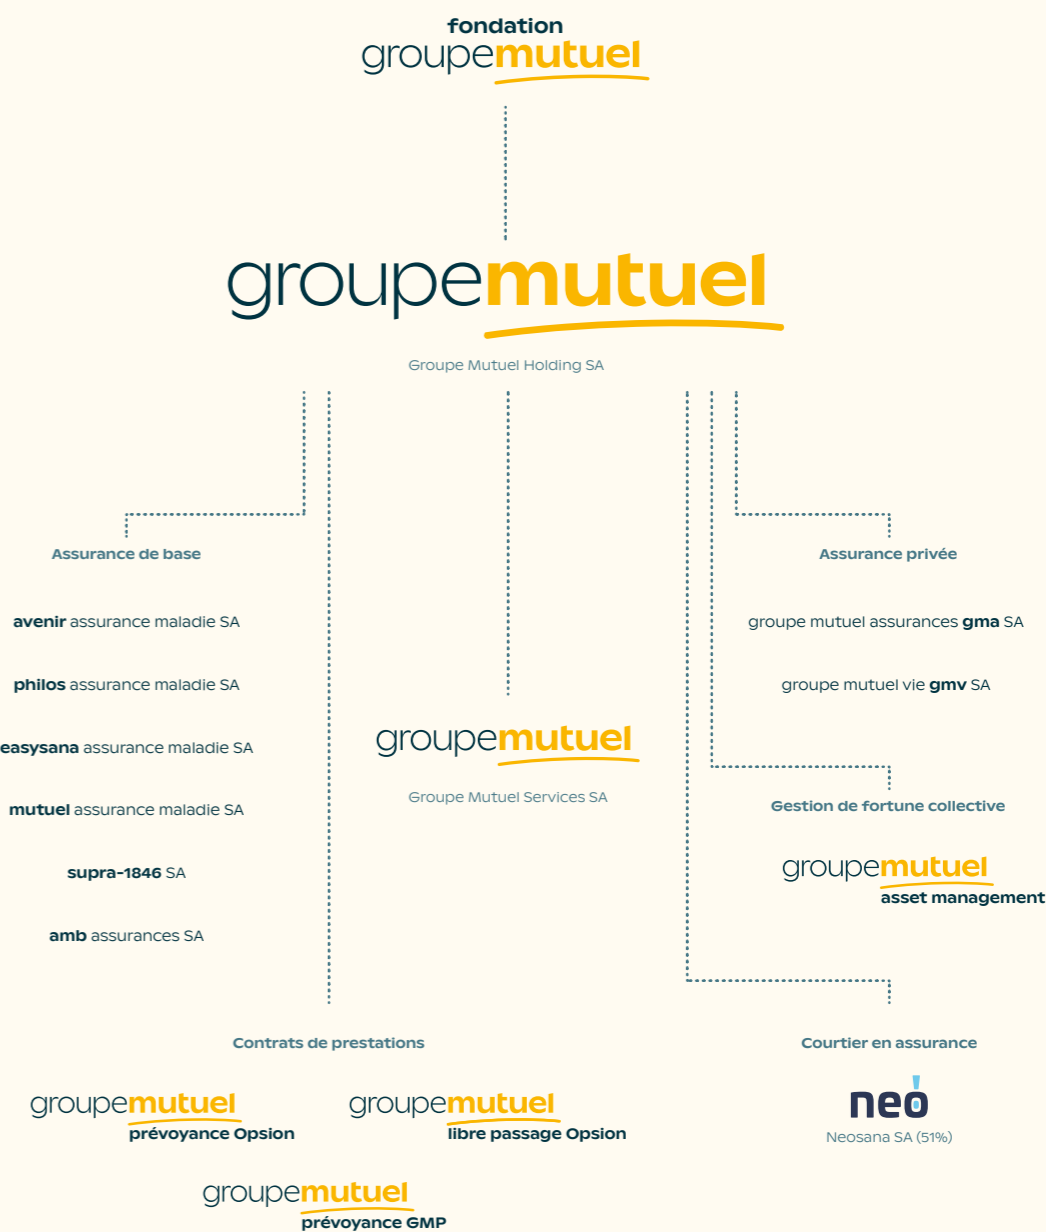 fondation
groupemutuel
groupemutuel
Groupe Mutuel Holding SA
Assurance de base
avenir assurance maladie SA
philos assurance maladie SA
easysana assurance maladie SA
mutuel assurance maladie SA
supra-1846 SA
amb assurances SA
groupemutuel
Groupe Mutuel Services SA
Assurance privée
groupe mutuel assurances gma SA
groupe mutuel vie gmv SA
Gestion de fortune collective
groupemutuel
asset management
Contrats de prestations
groupemutuel
prévoyance Opsion
groupemutuel
libre passage Opsion
groupemutuel
prévoyance GMP
Courtier en assurance
neo
Neosana SA (51%)